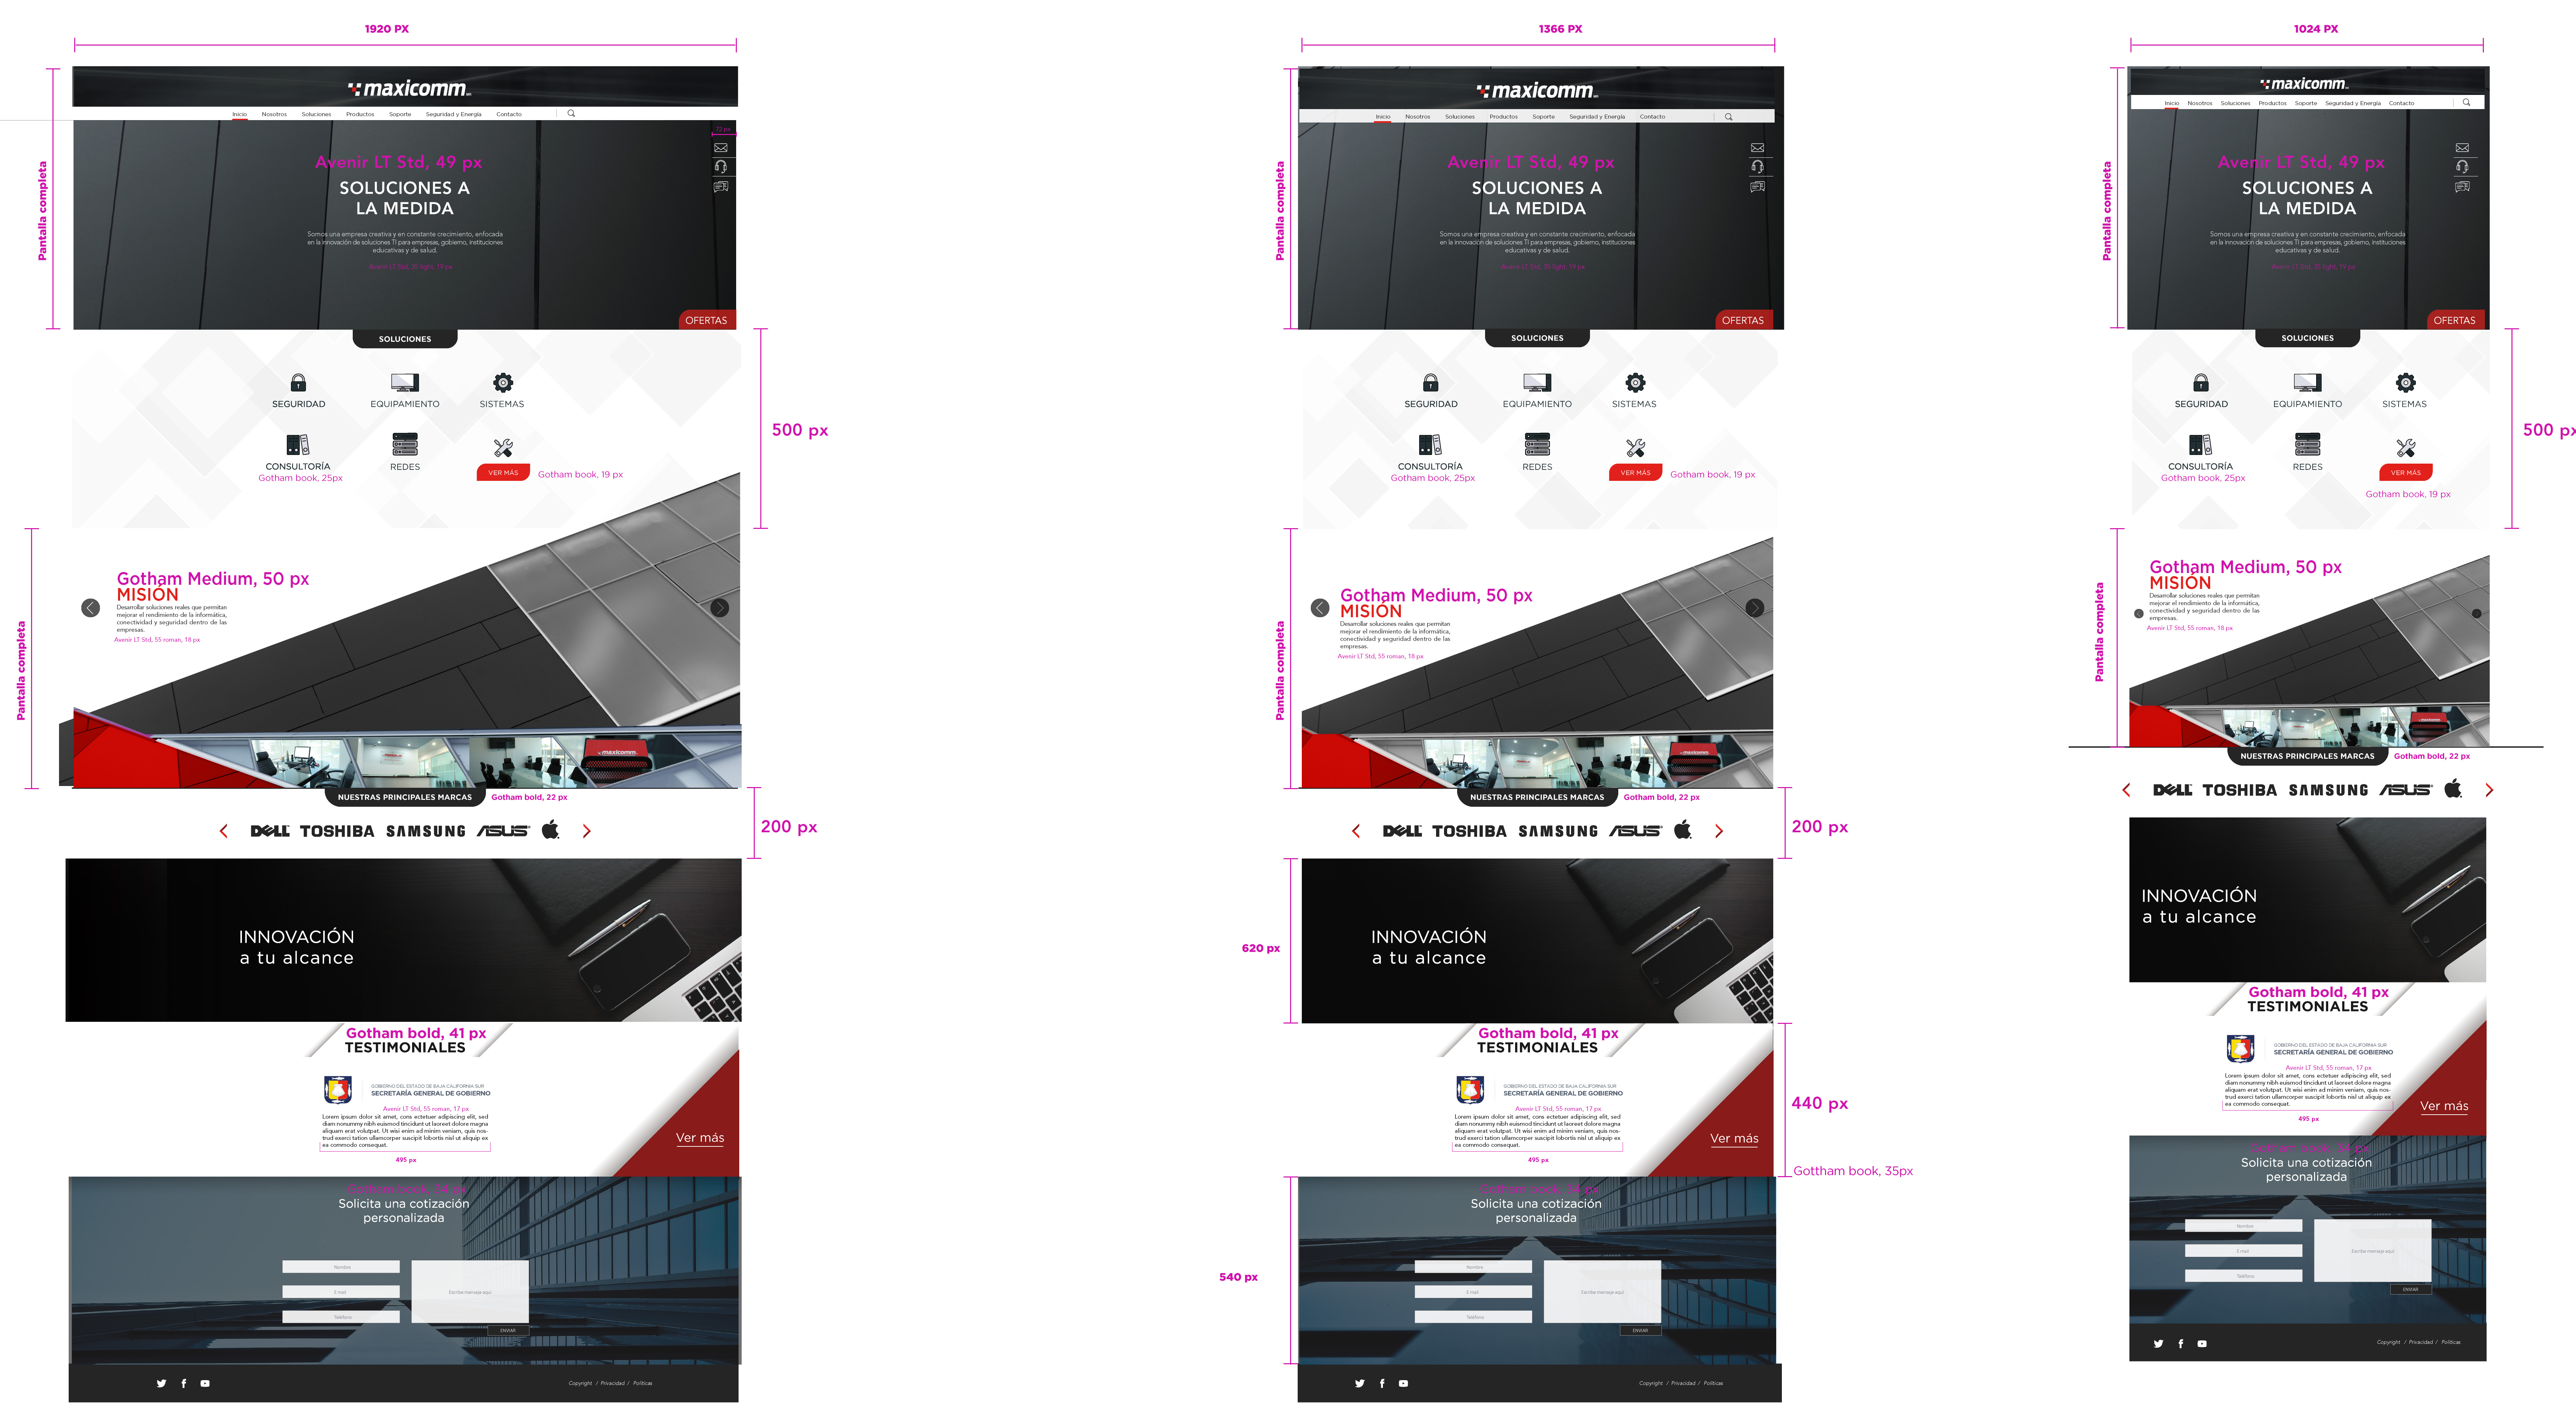 1920 PX
Pantalla completa
maxicomm
Inicio Nosotros Soluciones Productos Soporte Seguridad y Energía Contacto
72 px
Avenir LT Std, 49 px
SOLUCIONES A
LA MEDIDA
Somos una empresa creativa y en constante crecimiento, enfocada
en la innovación de soluciones TI para empresas, gobierno, instituciones
educativas y de salud.
Avenir LT Std, 35 light, 19 px
OFERTAS
SOLUCIONES
SEGURIDAD EQUIPAMIENTO SISTEMAS
CONSULTORÍA REDES VER MÁS
Gotham book, 25px
Gotham book, 19 px
500 px
Pantalla completa
Gotham Medium, 50 px
MISIÓN
Desarrollar soluciones reales que permitan
mejorar el rendimiento de la informática,
conectividad y seguridad dentro de las
empresas.
Avenir LT Std, 55 roman, 18 px
maxicomm
NUESTRAS PRINCIPALES MARCAS
Gotham bold, 22 px
DELL TOSHIBA SAMSUNG ASUS
200 px
INNOVACIÓN
a tu alcance
Gotham bold, 41 px
TESTIMONIALES
GOBIERNO DEL ESTADO DE BAJA CALIFORNIA SUR
SECRETARÍA GENERAL DE GOBIERNO
Avenir LT Std, 55 roman, 17 px
Lorem ipsum dolor sit amet, cons ectetuer adipiscing elit, sed
diam nonummy nibh euismod tincidunt ut laoreet dolore magna
aliquam erat volutpat. Ut wisi enim ad minim veniam, quis nos-
trud exerci tation ullamcorper suscipit lobortis nisl ut aliquip ex
ea commodo consequat.
495 px
Ver más
Gotham book, 34 px
Solicita una cotización
personalizada
Nombre
E mail
Teléfono
Escribe mensaje aquí
ENVIAR
Copyright / Privacidad / Políticas
1366 PX
Pantalla completa
maxicomm
Inicio Nosotros Soluciones Productos Soporte Seguridad y Energía Contacto
Avenir LT Std, 49 px
SOLUCIONES A
LA MEDIDA
Somos una empresa creativa y en constante crecimiento, enfocada
en la innovación de soluciones TI para empresas, gobierno, instituciones
educativas y de salud.
Avenir LT Std, 35 light, 19 px
OFERTAS
SOLUCIONES
SEGURIDAD EQUIPAMIENTO SISTEMAS
CONSULTORÍA REDES VER MÁS
Gotham book, 25px
Gotham book, 19 px
Pantalla completa
Gotham Medium, 50 px
MISIÓN
Desarrollar soluciones reales que permitan
mejorar el rendimiento de la informática,
conectividad y seguridad dentro de las
empresas.
Avenir LT Std, 55 roman, 18 px
maxicomm
NUESTRAS PRINCIPALES MARCAS
Gotham bold, 22 px
DELL TOSHIBA SAMSUNG ASUS
200 px
620 px
INNOVACIÓN
a tu alcance
Gotham bold, 41 px
TESTIMONIALES
GOBIERNO DEL ESTADO DE BAJA CALIFORNIA SUR
SECRETARÍA GENERAL DE GOBIERNO
Avenir LT Std, 55 roman, 17 px
Lorem ipsum dolor sit amet, cons ectetuer adipiscing elit, sed
diam nonummy nibh euismod tincidunt ut laoreet dolore magna
aliquam erat volutpat. Ut wisi enim ad minim veniam, quis nos-
trud exerci tation ullamcorper suscipit lobortis nisl ut aliquip ex
ea commodo consequat.
495 px
Ver más
440 px
Gottham book, 35px
Gotham book, 34 px
Solicita una cotización
personalizada
540 px
Nombre
E mail
Teléfono
Escribe mensaje aquí
ENVIAR
Copyright / Privacidad / Políticas
1024 PX
Pantalla completa
maxicomm
Inicio Nosotros Soluciones Productos Soporte Seguridad y Energía Contacto
Avenir LT Std, 49 px
SOLUCIONES A
LA MEDIDA
Somos una empresa creativa y en constante crecimiento, enfocada
en la innovación de soluciones TI para empresas, gobierno, instituciones
educativas y de salud.
Avenir LT Std, 35 light, 19 px
OFERTAS
SOLUCIONES
SEGURIDAD EQUIPAMIENTO SISTEMAS
CONSULTORÍA REDES VER MÁS
Gotham book, 25px
Gotham book, 19 px
500 px
Pantalla completa
Gotham Medium, 50 px
MISIÓN
Desarrollar soluciones reales que permitan
mejorar el rendimiento de la informática,
conectividad y seguridad dentro de las
empresas.
Avenir LT Std, 55 roman, 18 px
maxicomm
NUESTRAS PRINCIPALES MARCAS
Gotham bold, 22 px
DELL TOSHIBA SAMSUNG ASUS
INNOVACIÓN
a tu alcance
Gotham bold, 41 px
TESTIMONIALES
GOBIERNO DEL ESTADO DE BAJA CALIFORNIA SUR
SECRETARÍA GENERAL DE GOBIERNO
Avenir LT Std, 55 roman, 17 px
Lorem ipsum dolor sit amet, cons ectetuer adipiscing elit, sed
diam nonummy nibh euismod tincidunt ut laoreet dolore magna
aliquam erat volutpat. Ut wisi enim ad minim veniam, quis nos-
trud exerci tation ullamcorper suscipit lobortis nisl ut aliquip ex
ea commodo consequat.
495 px
Ver más
Gotham book, 34 px
Solicita una cotización
personalizada
Nombre
E mail
Teléfono
Escribe mensaje aquí
ENVIAR
Copyright / Privacidad / Políticas